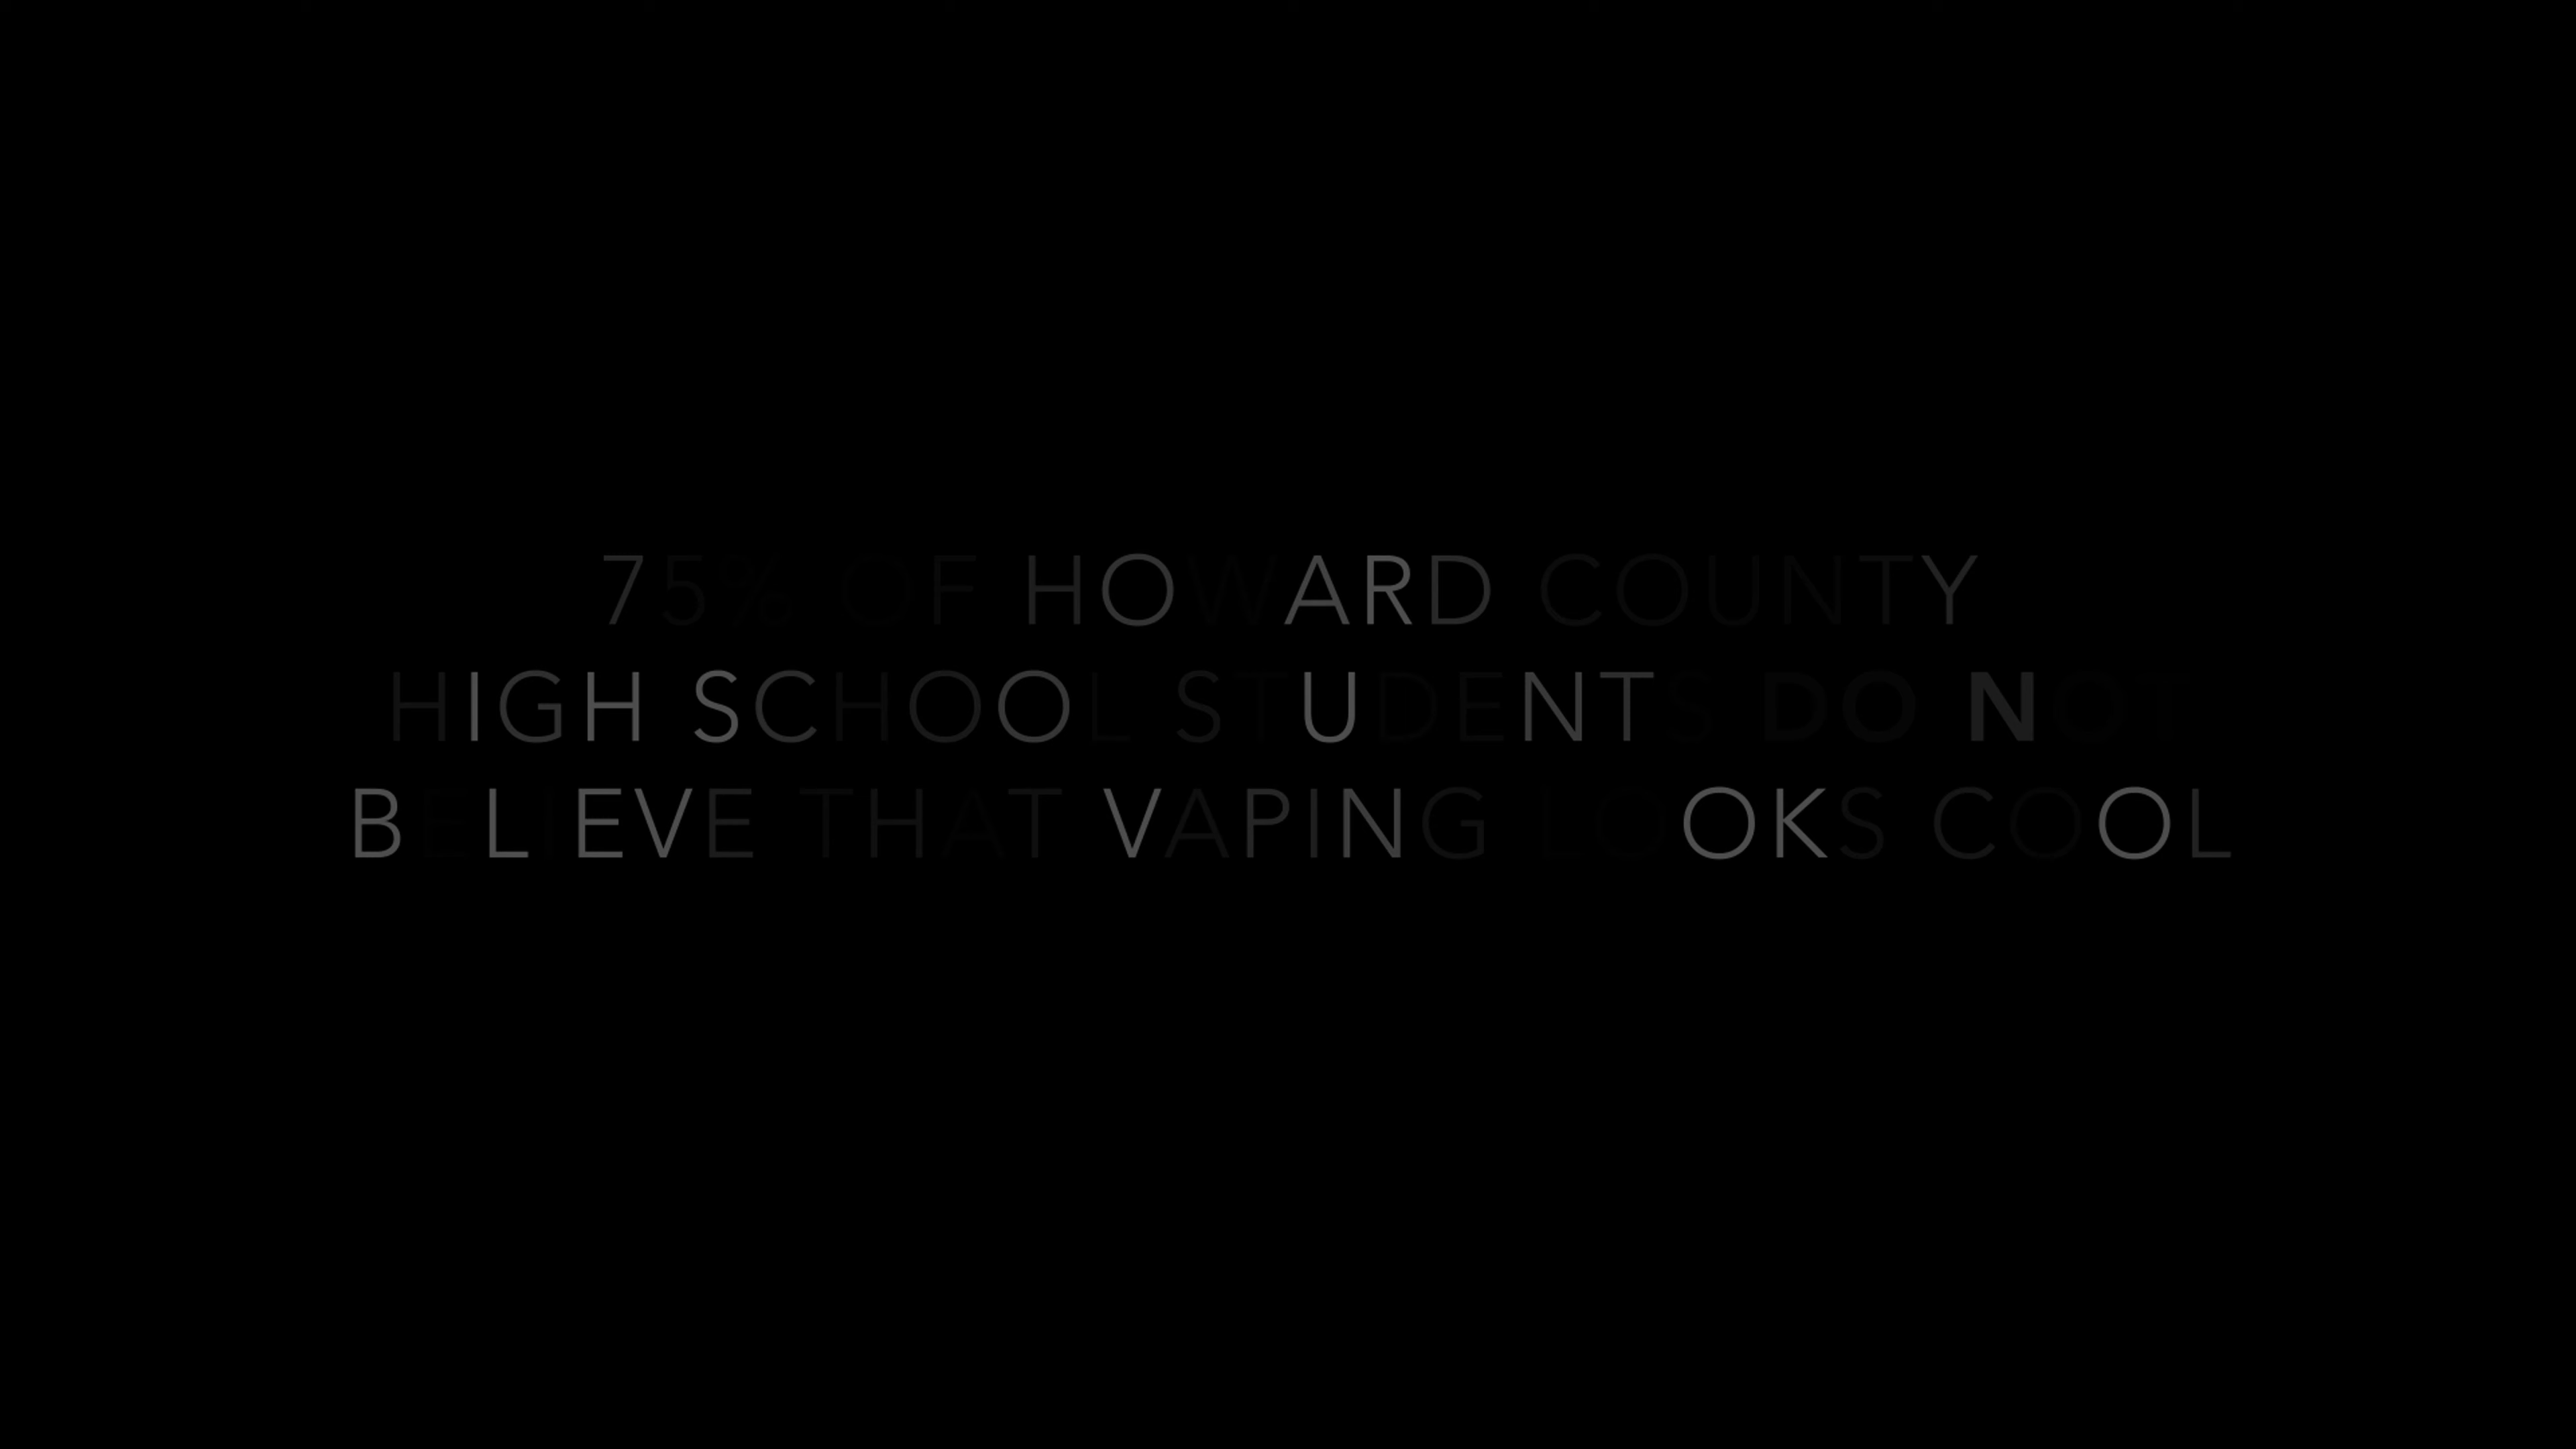 75% OF HOWARD COUNTY
HIGH SCHOOL STUDENTS DO NOT
BELIEVE THAT VAPING LOOKS COOL